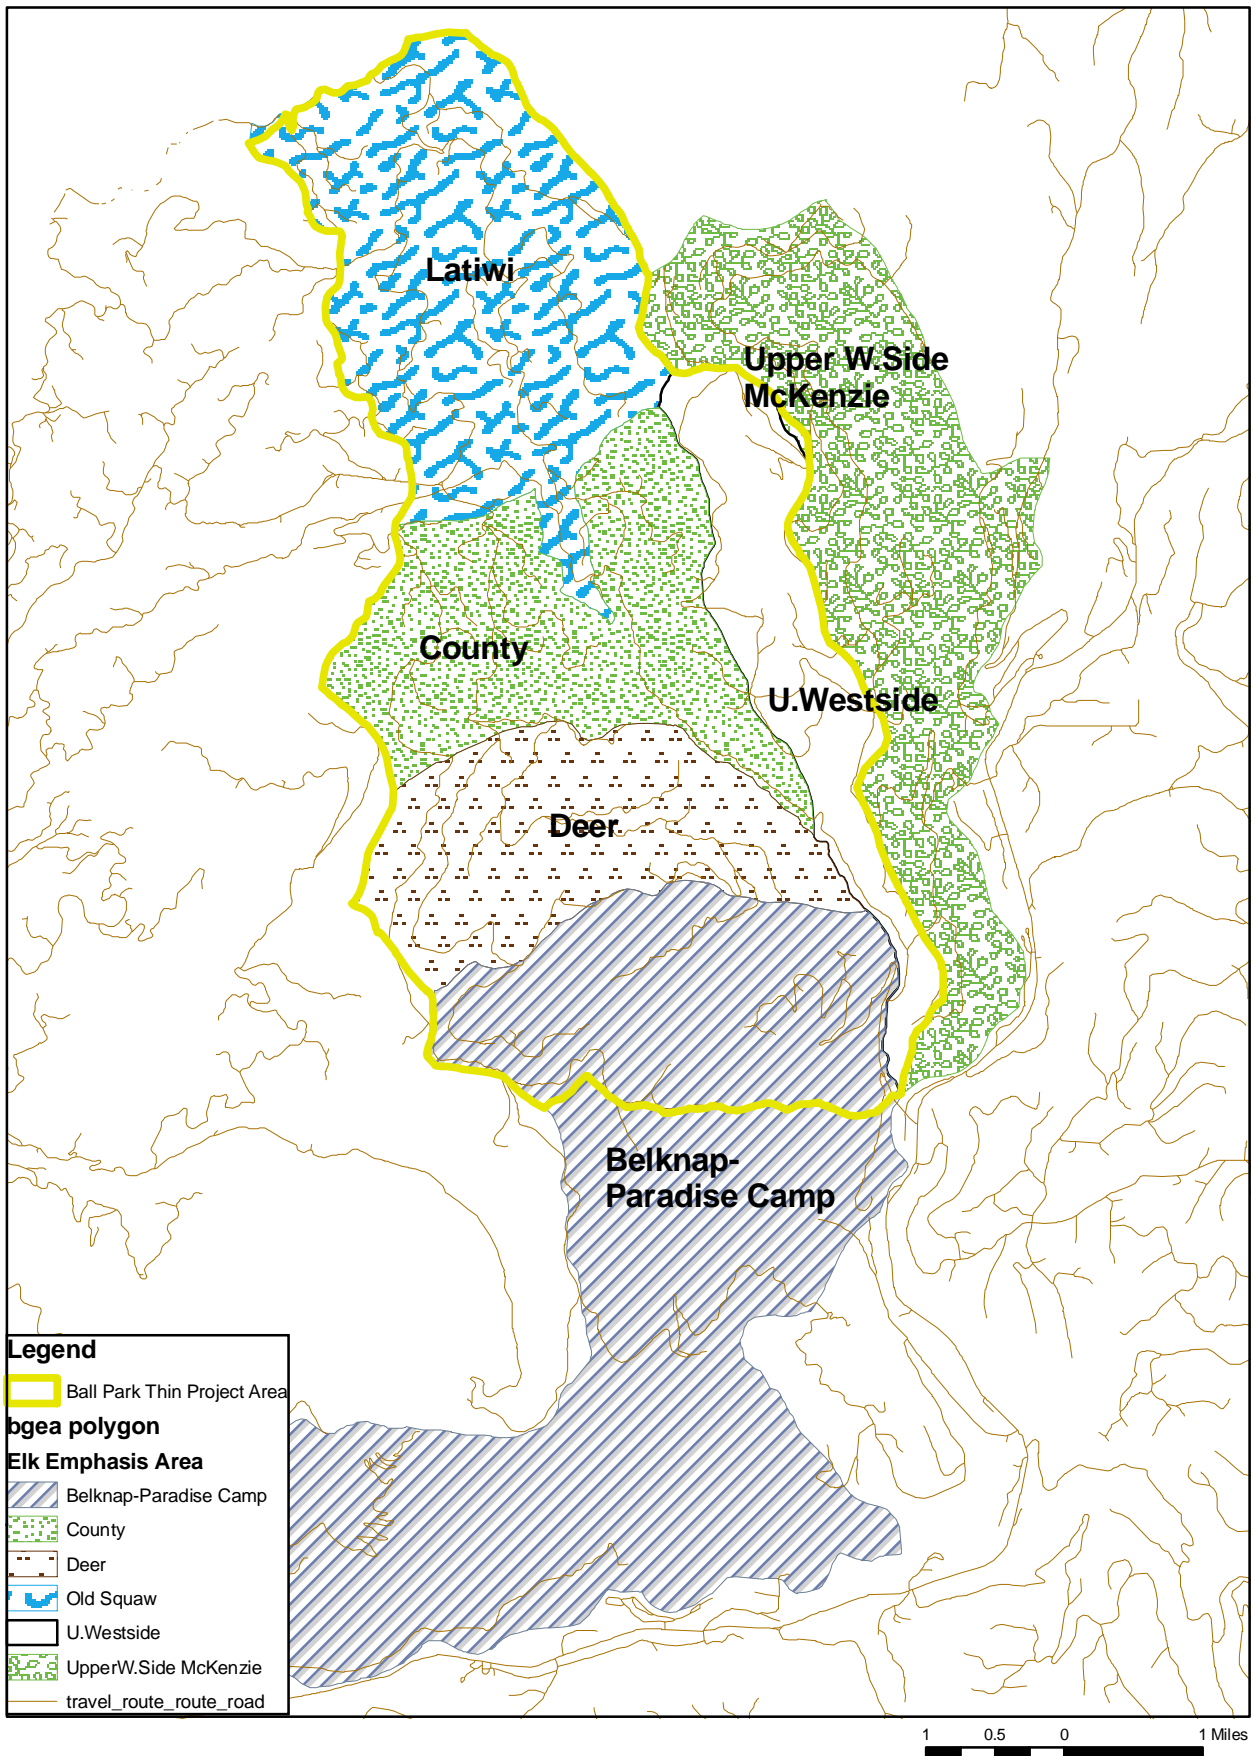 Latiwi
Upper W.Side
McKenzie
County
U.Westside
Deer
Belknap-
Paradise Camp
Legend
Ball Park Thin Project Area
bgea polygon
Elk Emphasis Area
Belknap-Paradise Camp
County
Deer
Old Squaw
U.Westside
UpperW.Side McKenzie
travel_route_route_road
1 0.5 0 1 Miles